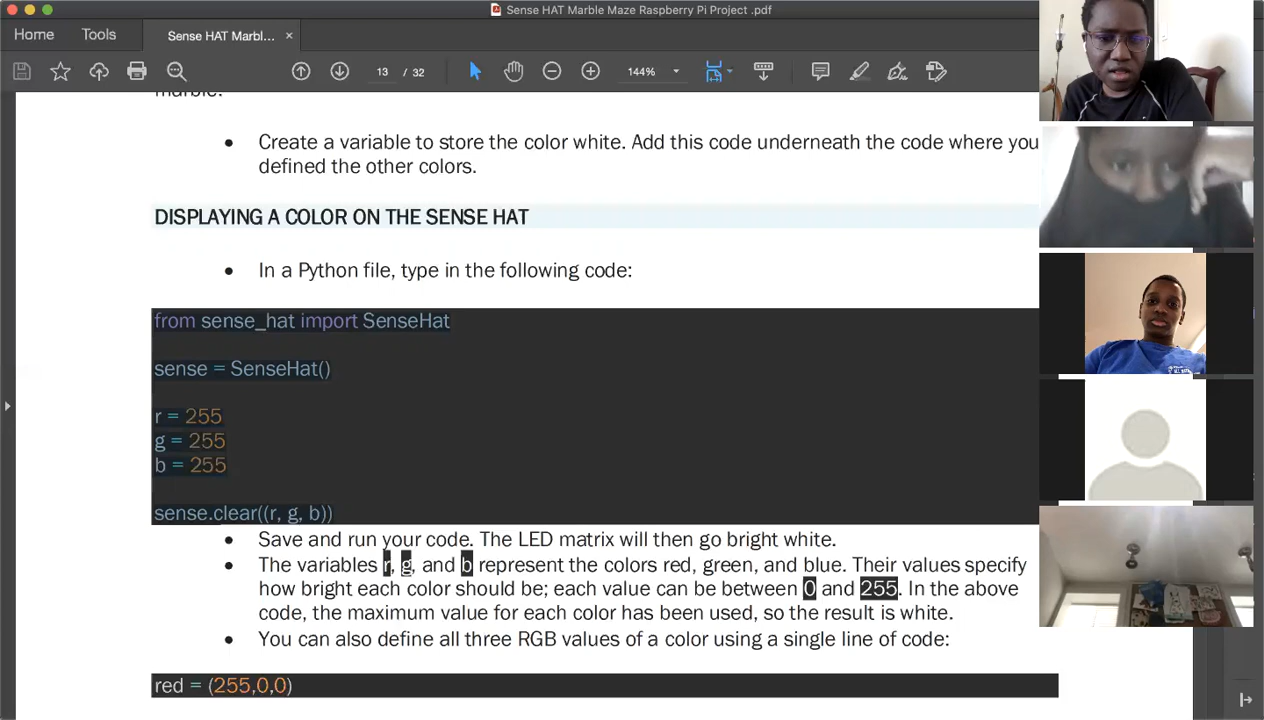 Sense HAT Marble Maze Raspberry Pi Project .pdf
Home Tools Sense HAT Marbl... ×
13 / 32 144%
marble.
• Create a variable to store the color white. Add this code underneath the code where you
defined the other colors.
DISPLAYING A COLOR ON THE SENSE HAT
• In a Python file, type in the following code:
from sense_hat import SenseHat
sense = SenseHat()
r = 255
g = 255
b = 255
sense.clear((r, g, b))
• Save and run your code. The LED matrix will then go bright white.
• The variables r, g, and b represent the colors red, green, and blue. Their values specify
how bright each color should be; each value can be between 0 and 255. In the above
code, the maximum value for each color has been used, so the result is white.
• You can also define all three RGB values of a color using a single line of code:
red = (255,0,0)